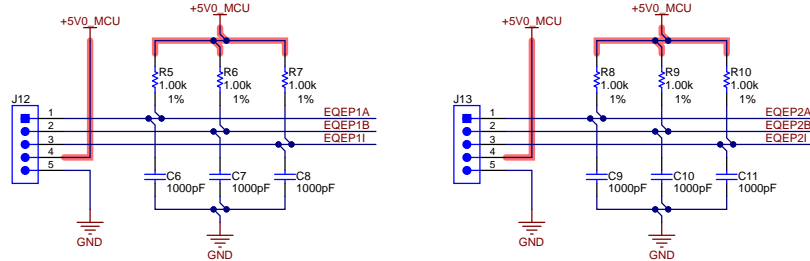 +5V0_MCU
+5V0_MCU
+5V0_MCU
+5V0_MCU
R5
1.00k
1%
R6
1.00k
1%
R7
1.00k
1%
R8
1.00k
1%
R9
1.00k
1%
R10
1.00k
1%
J12
1
2
3
4
5
EQEP1A
EQEP1B
EQEP1I
J13
1
2
3
4
5
EQEP2A
EQEP2B
EQEP2I
C6
1000pF
C7
1000pF
C8
1000pF
C9
1000pF
C10
1000pF
C11
1000pF
GND
GND
GND
GND